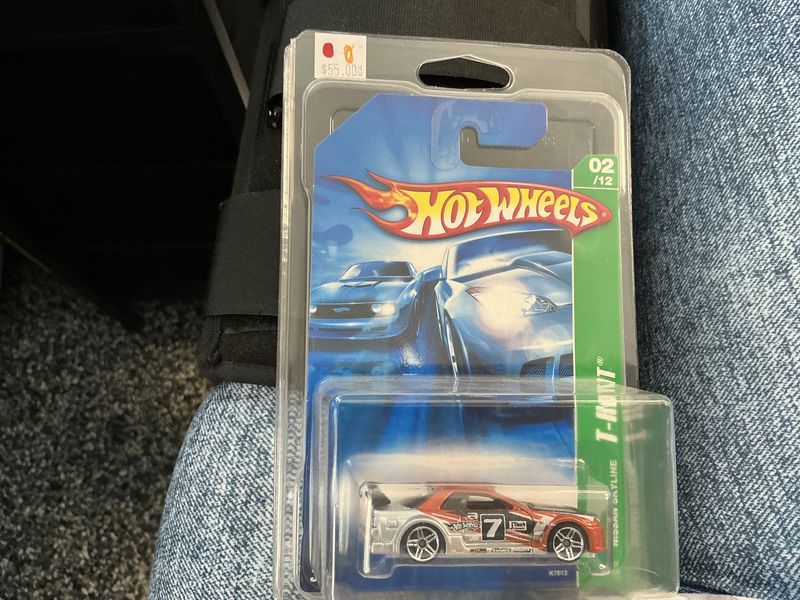 $55.00
02
/12
HOT WHEELS
T-HUNT®
NISSAN SKYLINE
7
K7612